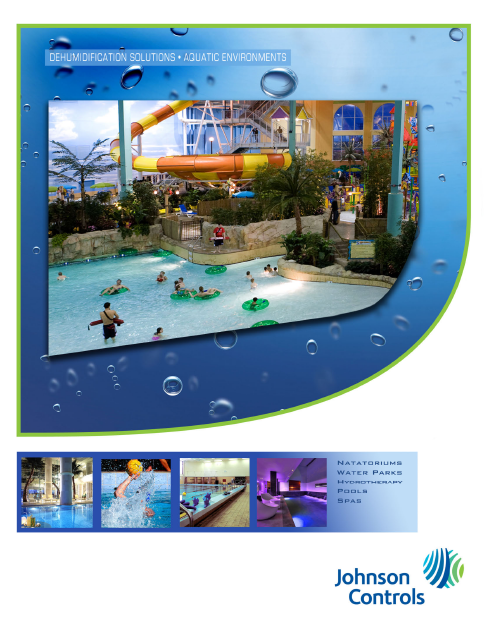 DEHUMIDIFICATION SOLUTIONS • AQUATIC ENVIRONMENTS
NATATORIUMS
WATER PARKS
HYDROTHERAPY
POOLS
SPAS
Johnson
Controls